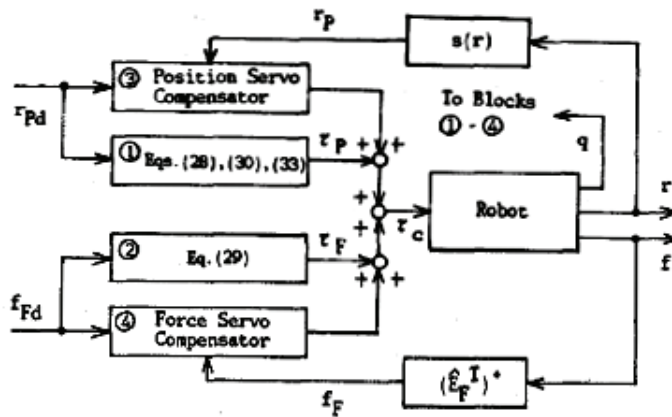 r_P
s(r)
③ Position Servo
Compensator
r_Pd
To Blocks
① - ④
① Eqs.(28),(30),(33)
τ_P
+ +
q
r
Robot
+
τ_c
+
f
② Eq.(29)
τ_F
+ +
f_Fd
④ Force Servo
Compensator
f_F
(Ê_F^T)^+